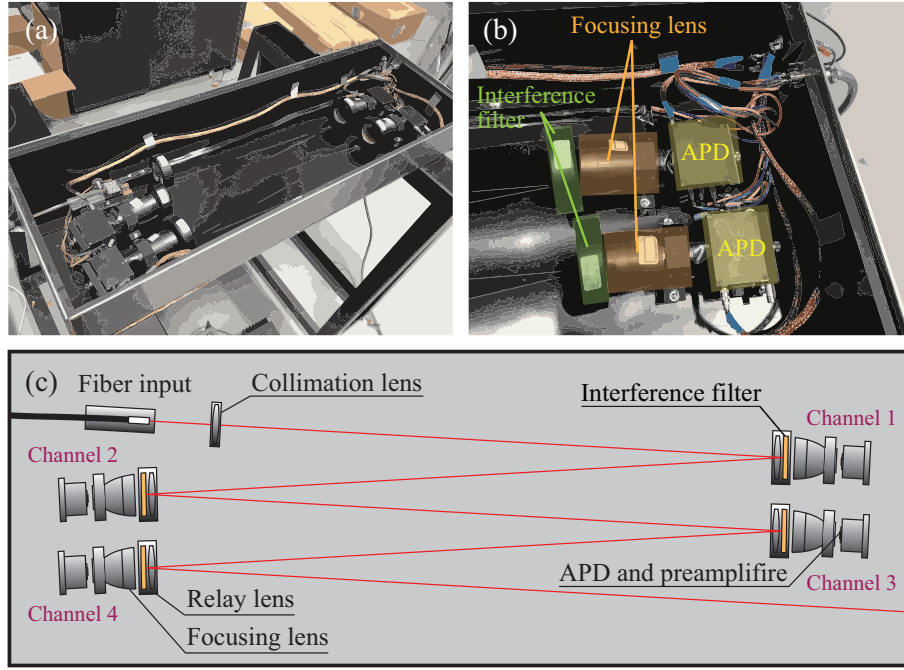 (a)
(b)
Focusing lens
Interference
filter
APD
APD
(c)
Fiber input
Collimation lens
Interference filter
Channel 1
Channel 2
APD and preamplifire
Channel 3
Channel 4
Relay lens
Focusing lens